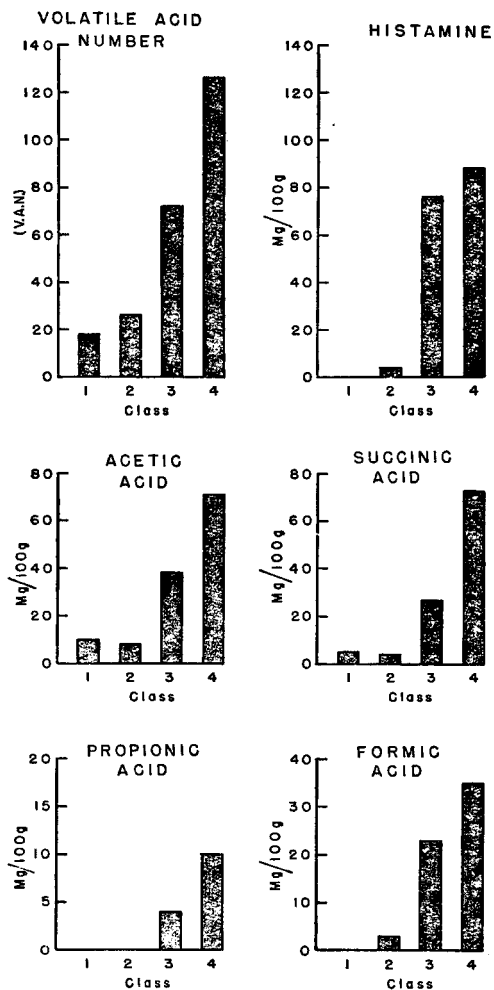 VOLATILE ACID
NUMBER
140
120
100
80
60
40
20
0
(V.A.N.)
1 2 3 4
Class
HISTAMINE
140
120
100
80
60
40
20
0
Mg/100g
1 2 3 4
Class
ACETIC
ACID
80
60
40
20
0
Mg/100g
1 2 3 4
Class
SUCCINIC
ACID
80
60
40
20
0
Mg/100g
1 2 3 4
Class
PROPIONIC
ACID
20
15
10
5
0
Mg/100g
1 2 3 4
Class
FORMIC
ACID
40
30
20
10
0
Mg/100g
1 2 3 4
Class